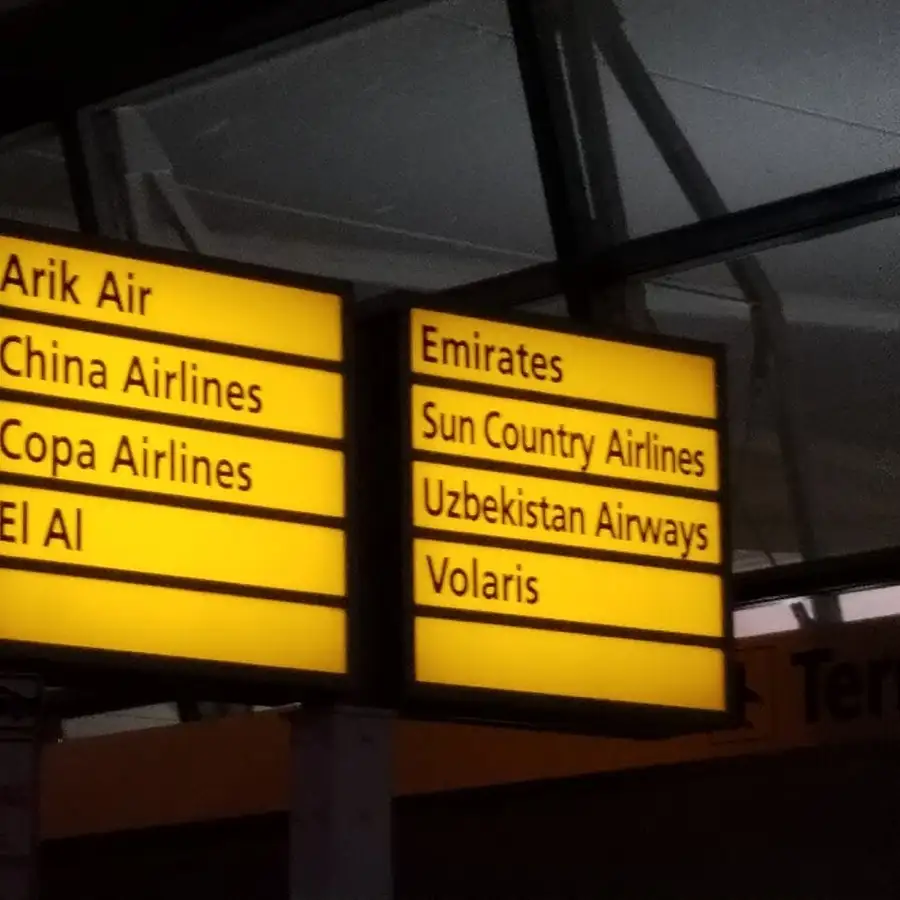 Arik Air
China Airlines
Copa Airlines
El Al
Emirates
Sun Country Airlines
Uzbekistan Airways
Volaris